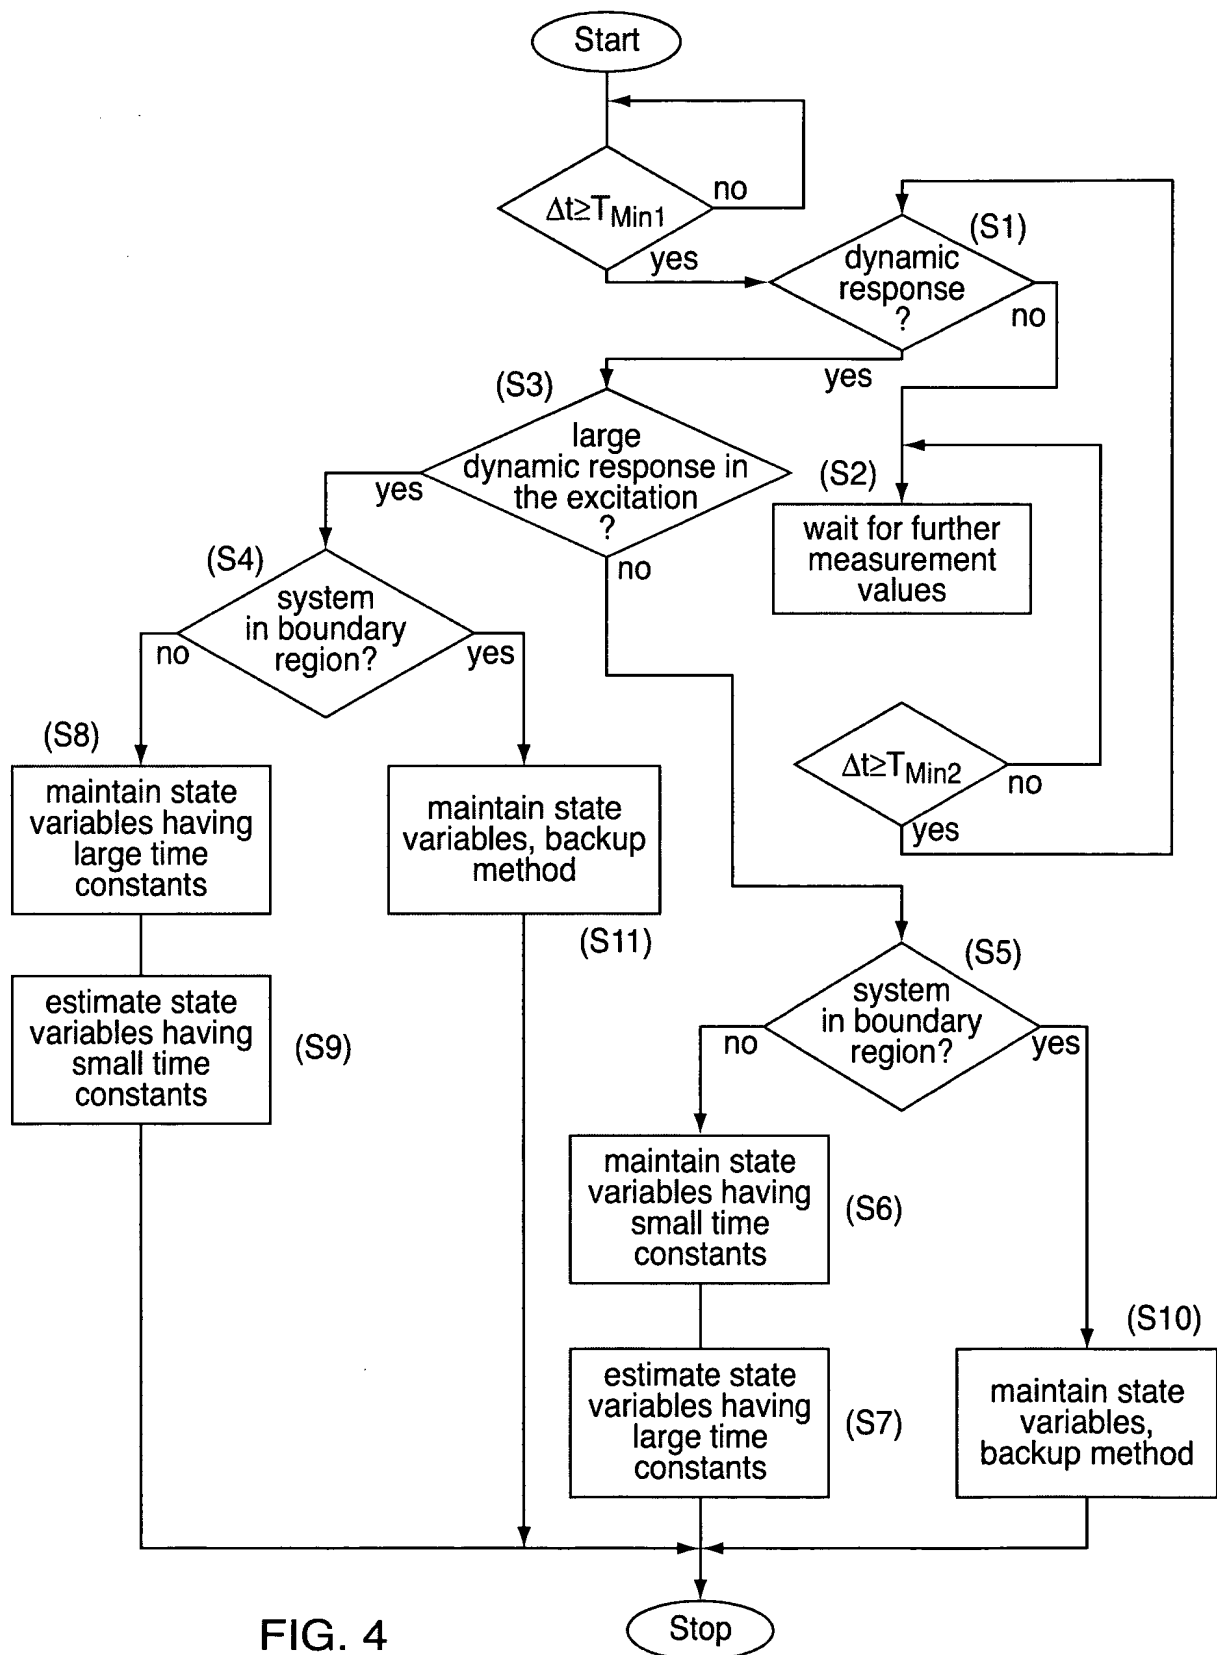 Start
Δt≥TMin1
no
yes
(S1)
dynamic
response
?
no
yes
(S3)
large
dynamic response in
the excitation
?
yes
no
(S2)
wait for further
measurement
values
(S4)
system
in boundary
region?
no
yes
Δt≥TMin2
no
yes
(S8)
maintain state
variables having
large time
constants
maintain state
variables, backup
method
(S11)
(S5)
system
in boundary
region?
no
yes
estimate state
variables having
small time
constants
(S9)
maintain state
variables having
small time
constants
(S6)
(S10)
estimate state
variables having
large time
constants
(S7)
maintain state
variables,
backup method
Stop
FIG. 4